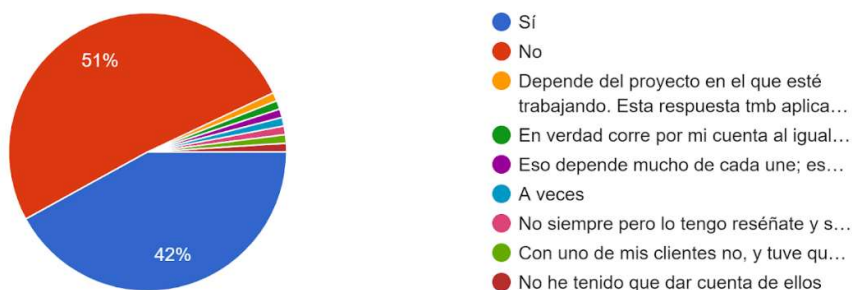 51%
42%
Sí
No
Depende del proyecto en el que esté
trabajando. Esta respuesta tmb aplica…
En verdad corre por mi cuenta al igual…
Eso depende mucho de cada une; es…
A veces
No siempre pero lo tengo reséñate y s…
Con uno de mis clientes no, y tuve qu…
No he tenido que dar cuenta de ellos